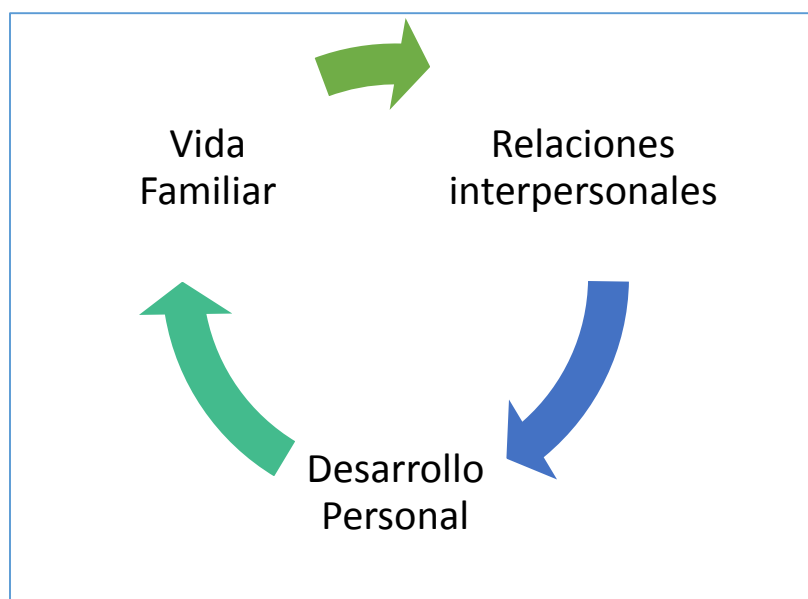 Vida
Familiar
Relaciones
interpersonales
Desarrollo
Personal